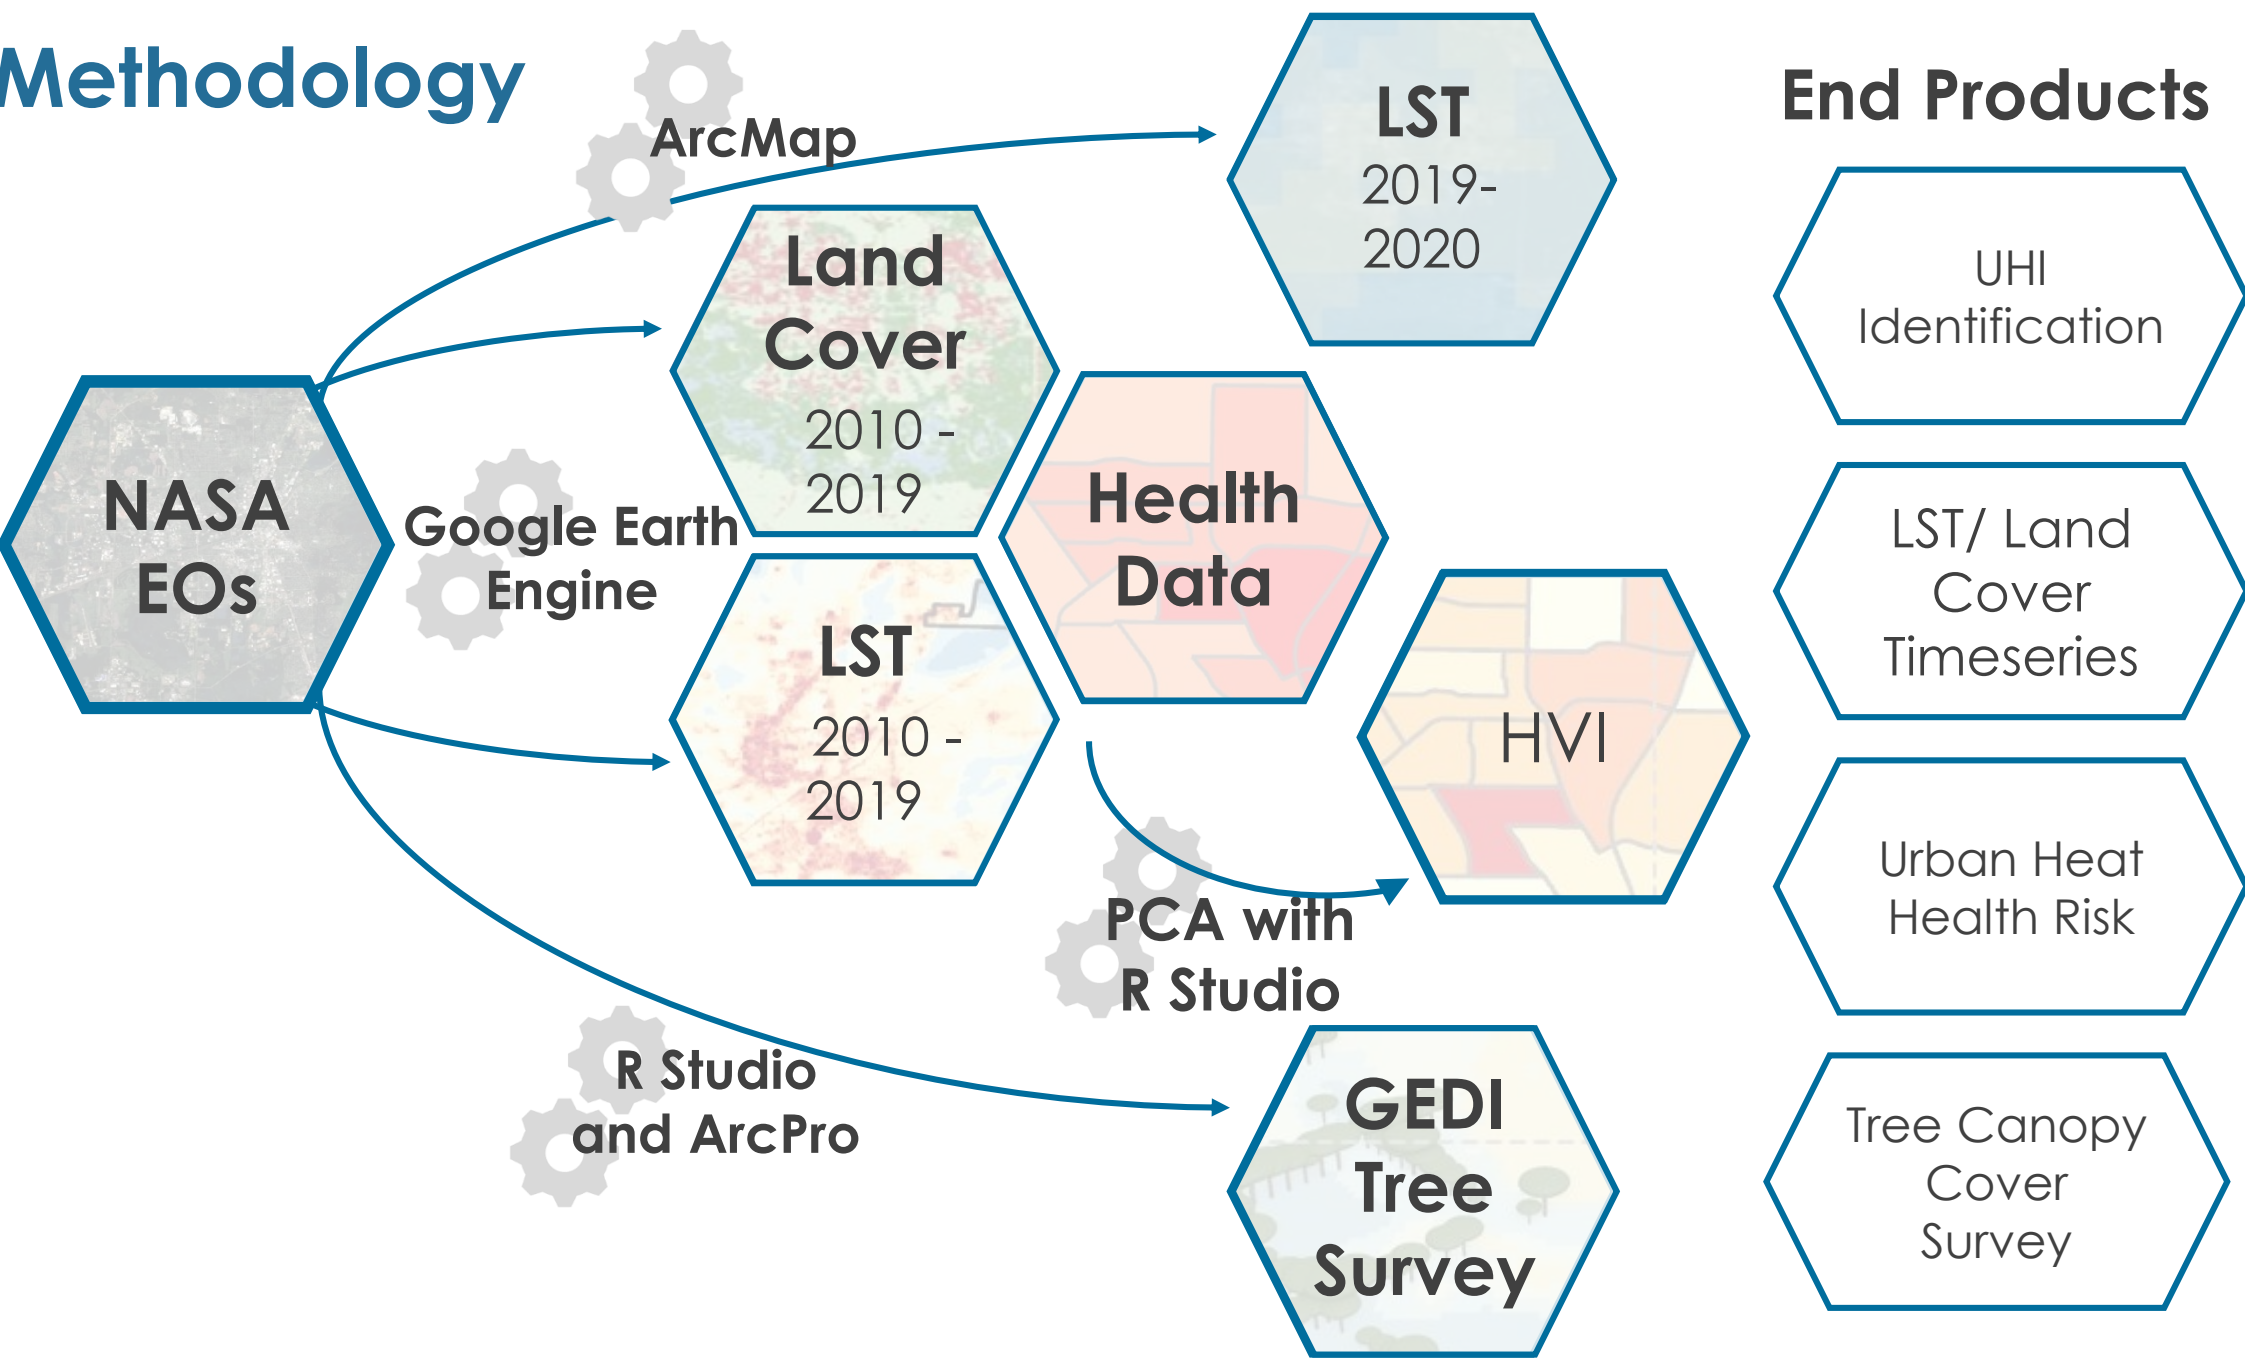 Methodology
ArcMap
LST
2019-
2020
Land
Cover
2010 -
2019
NASA
EOs
Google Earth
Engine
Health
Data
LST
2010 -
2019
HVI
PCA with
R Studio
R Studio
and ArcPro
GEDI
Tree
Survey
End Products
UHI
Identification
LST/ Land
Cover
Timeseries
Urban Heat
Health Risk
Tree Canopy
Cover
Survey